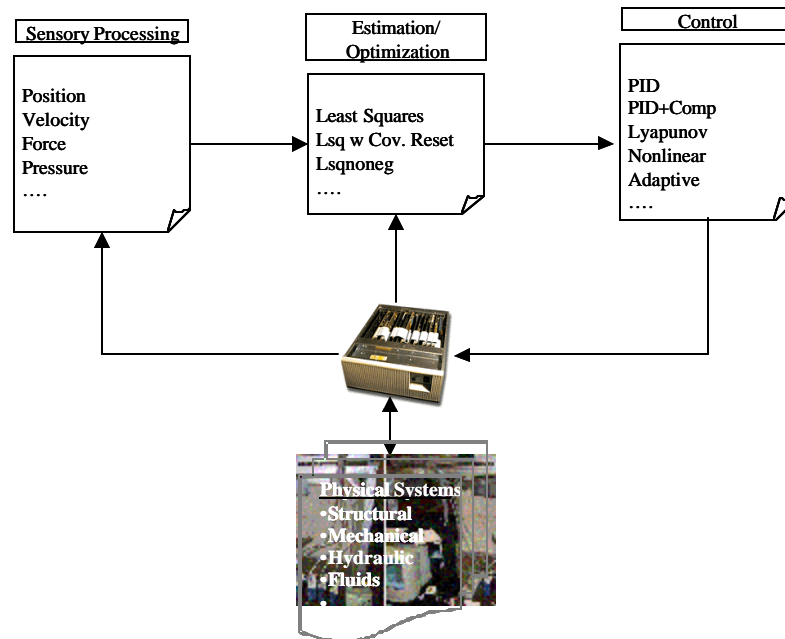 Sensory Processing
Position
Velocity
Force
Pressure
....
Estimation/
Optimization
Least Squares
Lsq w Cov. Reset
Lsqnoneg
....
Control
PID
PID+Comp
Lyapunov
Nonlinear
Adaptive
....
Physical Systems
•Structural
•Mechanical
•Hydraulic
•Fluids
•